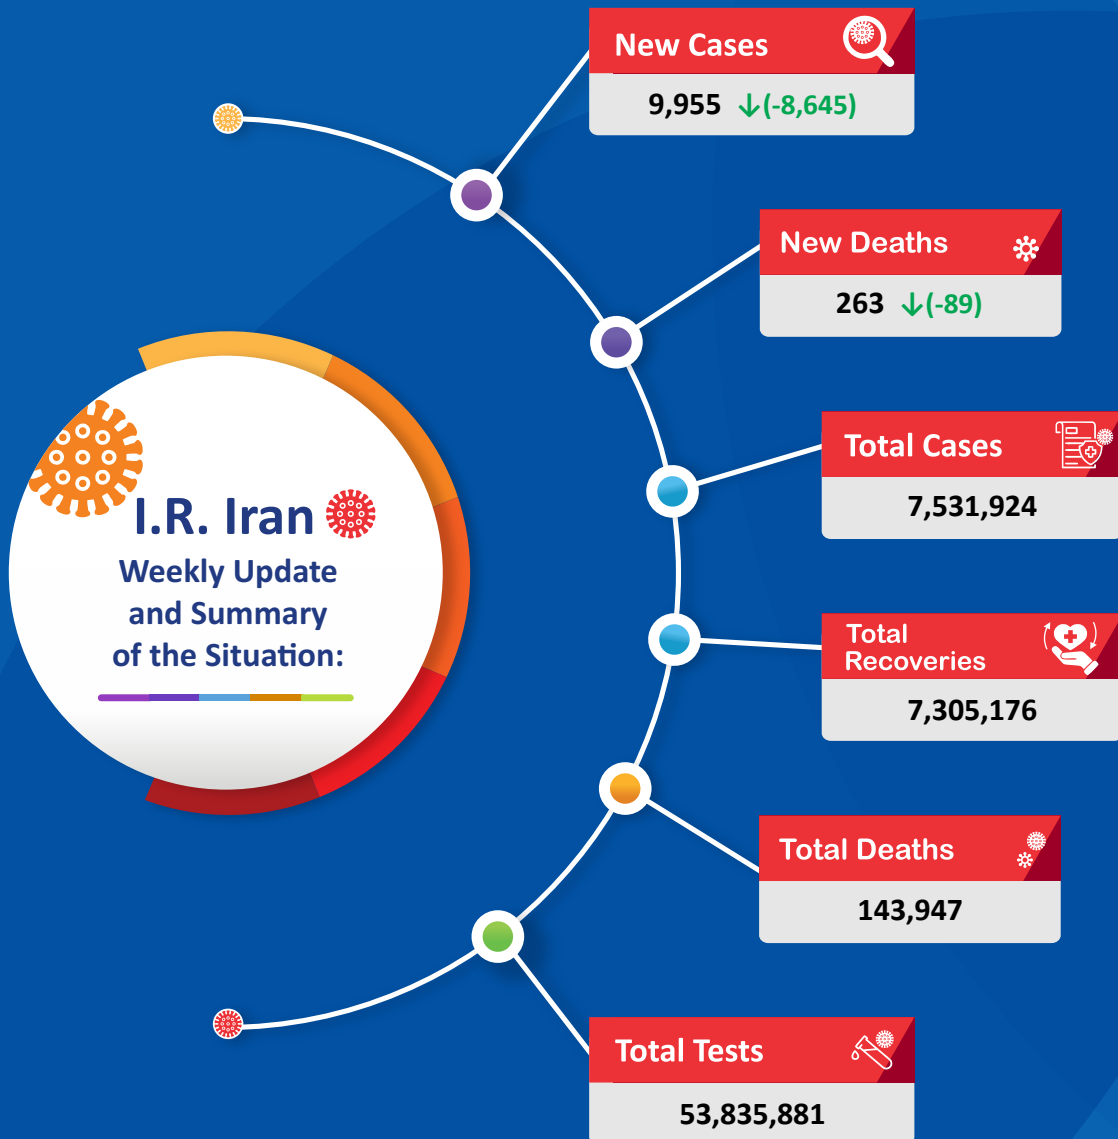 New Cases
9,955 ↓(-8,645)
New Deaths
263 ↓(-89)
Total Cases
7,531,924
I.R. Iran
Weekly Update
and Summary
of the Situation:
Total
Recoveries
7,305,176
Total Deaths
143,947
Total Tests
53,835,881